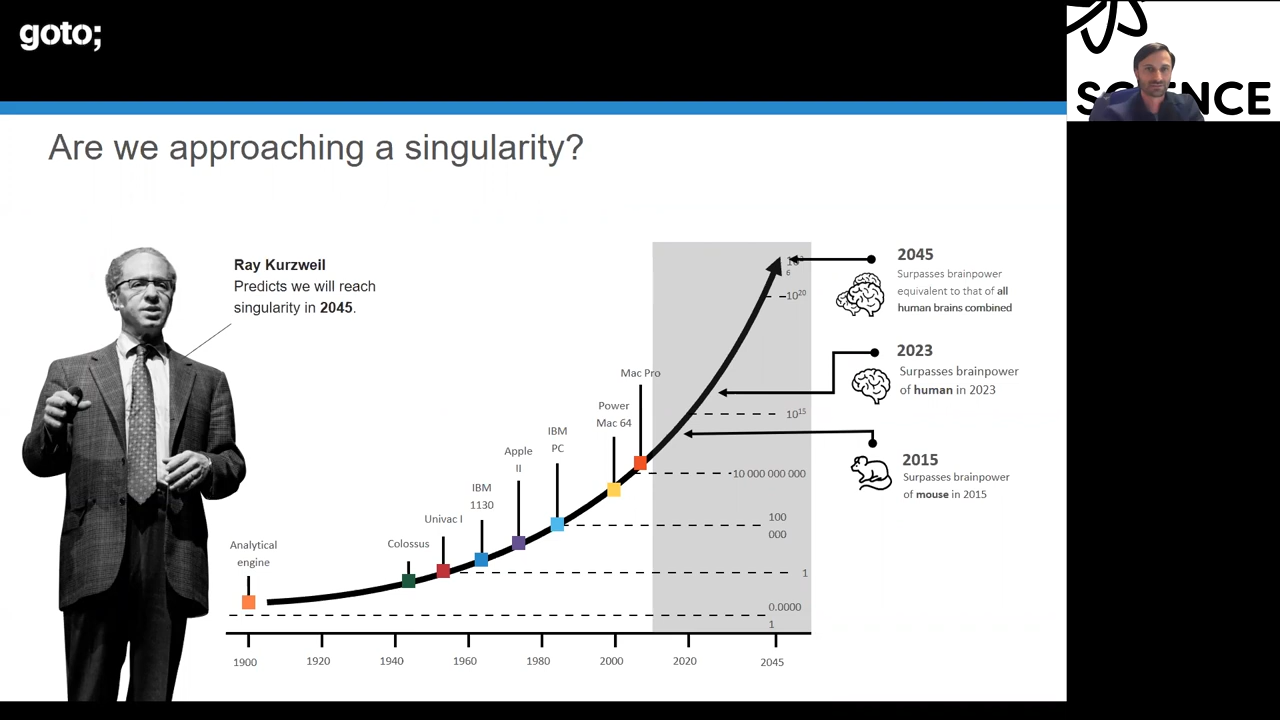 goto;
SCIENCE
Are we approaching a singularity?
Ray Kurzweil
Predicts we will reach
singularity in 2045.
2045
Surpasses brainpower
equivalent to that of all
human brains combined
2023
Surpasses brainpower
of human in 2023
2015
Surpasses brainpower
of mouse in 2015
Mac Pro
Power
Mac 64
IBM
PC
Apple
II
IBM
1130
Univac I
Colossus
Analytical
engine
6
10²⁰
10¹⁵
10 000 000 000
100
000
1
0.0000
1
1900
1920
1940
1960
1980
2000
2020
2045